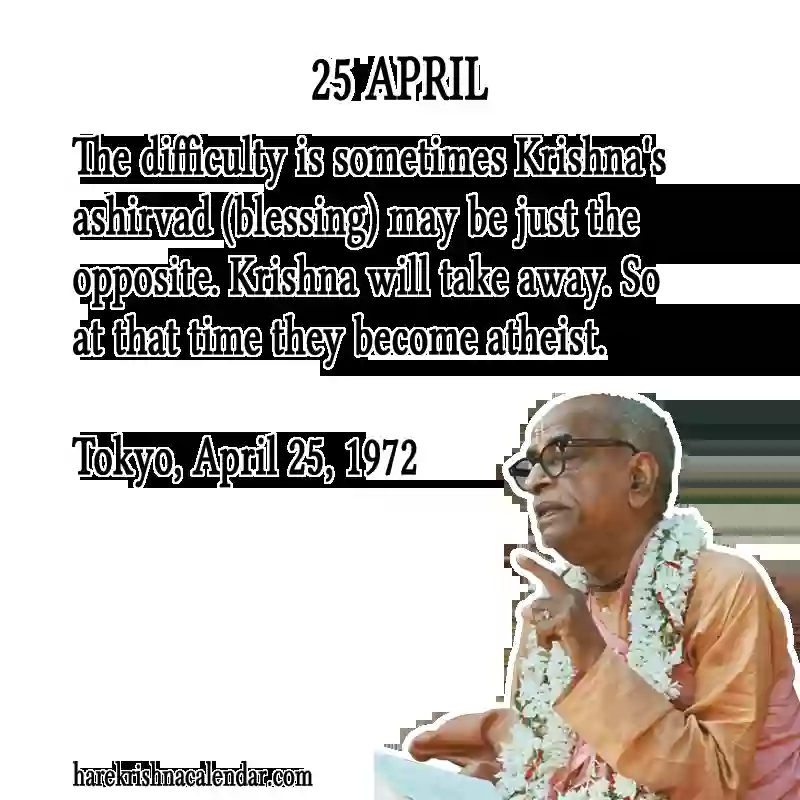 25 APRIL
The difficulty is sometimes Krishna's
ashirvad (blessing) may be just the
opposite. Krishna will take away. So
at that time they become atheist.
Tokyo, April 25, 1972
harekrishnacalendar.com